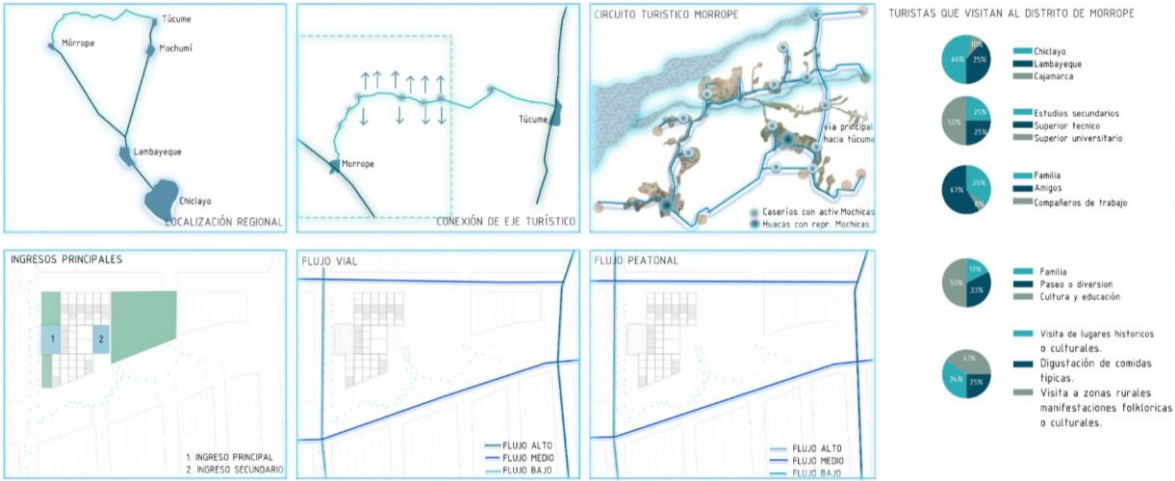 Túcume
Mórrope
Mochumí
Lambayeque
Chiclayo
LOCALIZACIÓN REGIONAL
Túcume
Morrope
CONEXIÓN DE EJE TURÍSTICO
CIRCUITO TURISTICO MORROPE
via principal
hacia túcume
Caseríos con activ.Mochicas
Huacas con repr. Mochicas
TURISTAS QUE VISITAN AL DISTRITO DE MORROPE
10%
66%
25%
Chiclayo
Lambayeque
Cajamarca
50%
25%
25%
Estudios secundarios
Superior tecnico
Superior universitario
67%
25%
8%
Familia
Amigos
Compañeros de trabajo
50%
17%
33%
Familia
Paseo o diversion
Cultura y educación
41%
34%
25%
Visita de lugares historicos
o culturales.
Digustación de comidas
típicas.
Visita a zonas rurales
manifestaciones folkloricas
o culturales.
INGRESOS PRINCIPALES
1
2
1. INGRESO PRINCIPAL
2. INGRESO SECUNDARIO
FLUJO VIAL
FLUJO ALTO
FLUJO MEDIO
FLUJO BAJO
FLUJO PEATONAL
FLUJO ALTO
FLUJO MEDIO
FLUJO BAJO